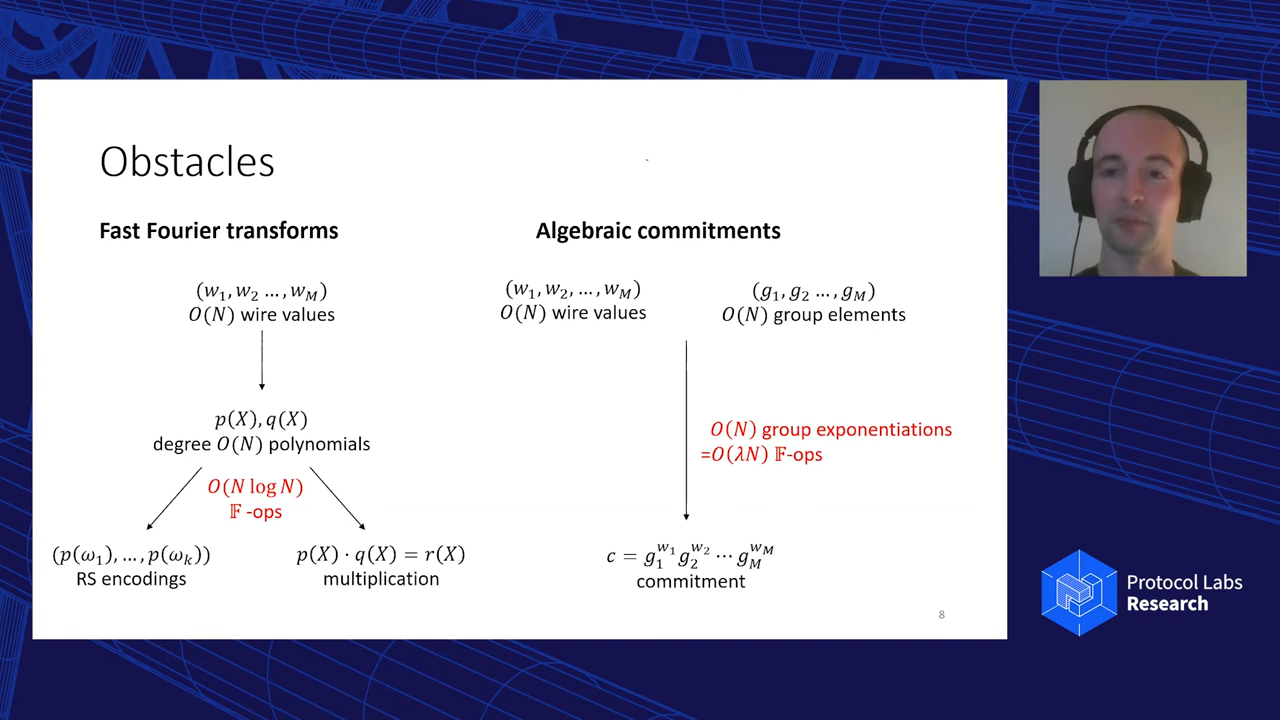 Obstacles
Fast Fourier transforms
(w₁, w₂ …, w_M)
O(N) wire values
p(X), q(X)
degree O(N) polynomials
O(N log N)
𝔽 -ops
(p(ω₁), …, p(ω_k))
RS encodings
p(X) · q(X) = r(X)
multiplication
Algebraic commitments
(w₁, w₂, …, w_M)
O(N) wire values
(g₁, g₂ …, g_M)
O(N) group elements
O(N) group exponentiations
=O(λN) 𝔽-ops
c = g₁^{w₁} g₂^{w₂} ⋯ g_M^{w_M}
commitment
8
Protocol Labs
Research